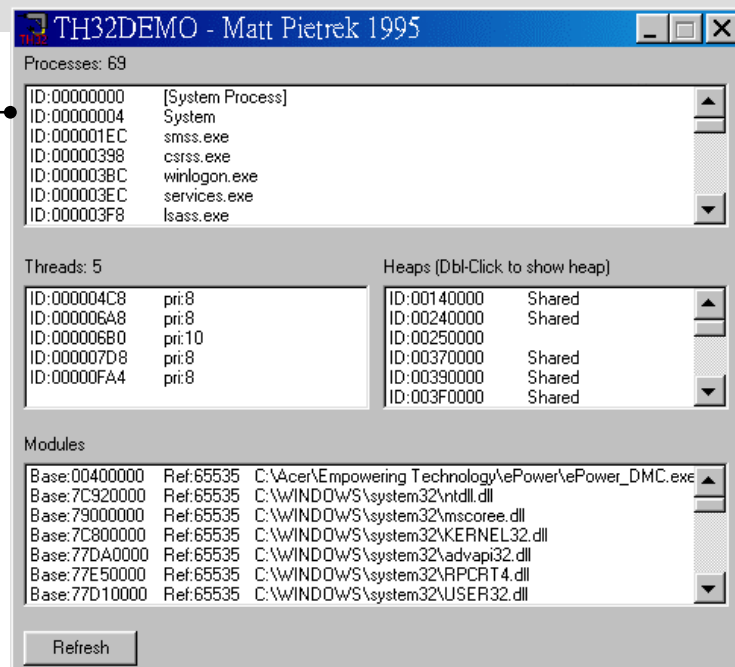 TH32
TH32DEMO - Matt Pietrek 1995
Processes: 69
ID:00000000 [System Process]
ID:00000004 System
ID:000001EC smss.exe
ID:00000398 csrss.exe
ID:000003BC winlogon.exe
ID:000003EC services.exe
ID:000003F8 lsass.exe
Threads: 5
ID:000004C8 pri:8
ID:000006A8 pri:8
ID:000006B0 pri:10
ID:000007D8 pri:8
ID:00000FA4 pri:8
Heaps (Dbl-Click to show heap)
ID:00140000 Shared
ID:00240000 Shared
ID:00250000
ID:00370000 Shared
ID:00390000 Shared
ID:003F0000 Shared
Modules
Base:00400000 Ref:65535 C:\Acer\Empowering Technology\ePower\ePower_DMC.exe
Base:7C920000 Ref:65535 C:\WINDOWS\system32\ntdll.dll
Base:79000000 Ref:65535 C:\WINDOWS\system32\mscoree.dll
Base:7C800000 Ref:65535 C:\WINDOWS\system32\KERNEL32.dll
Base:77DA0000 Ref:65535 C:\WINDOWS\system32\advapi32.dll
Base:77E50000 Ref:65535 C:\WINDOWS\system32\RPCRT4.dll
Base:77D10000 Ref:65535 C:\WINDOWS\system32\USER32.dll
Refresh